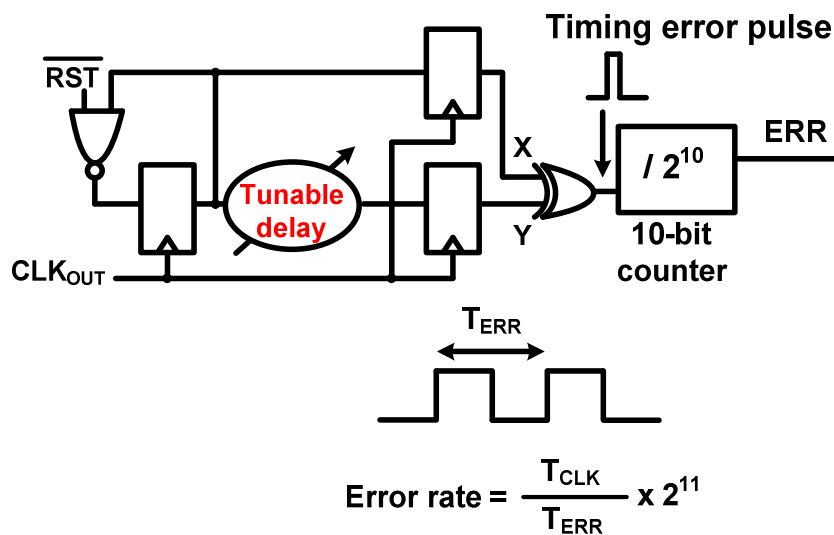 Timing error pulse
RST
X
/ 2^10
ERR
Tunable
delay
Y
10-bit
counter
CLK_OUT
T_ERR
Error rate = T_CLK / T_ERR x 2^11